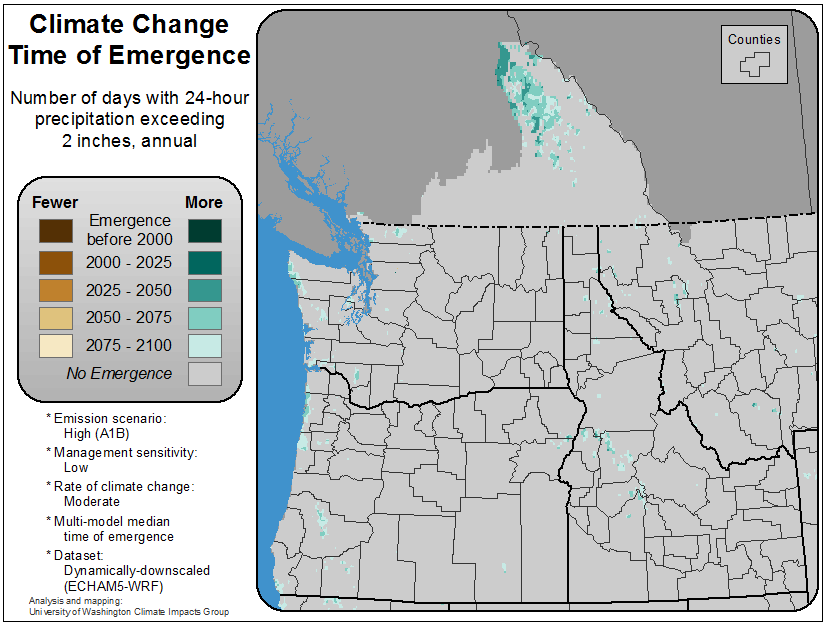 Climate Change
Time of Emergence
Number of days with 24-hour
precipitation exceeding
2 inches, annual
Fewer More
Emergence
before 2000
2000 - 2025
2025 - 2050
2050 - 2075
2075 - 2100
No Emergence
* Emission scenario:
High (A1B)
* Management sensitivity:
Low
* Rate of climate change:
Moderate
* Multi-model median
time of emergence
* Dataset:
Dynamically-downscaled
(ECHAM5-WRF)
Analysis and mapping:
University of Washington Climate Impacts Group
Counties